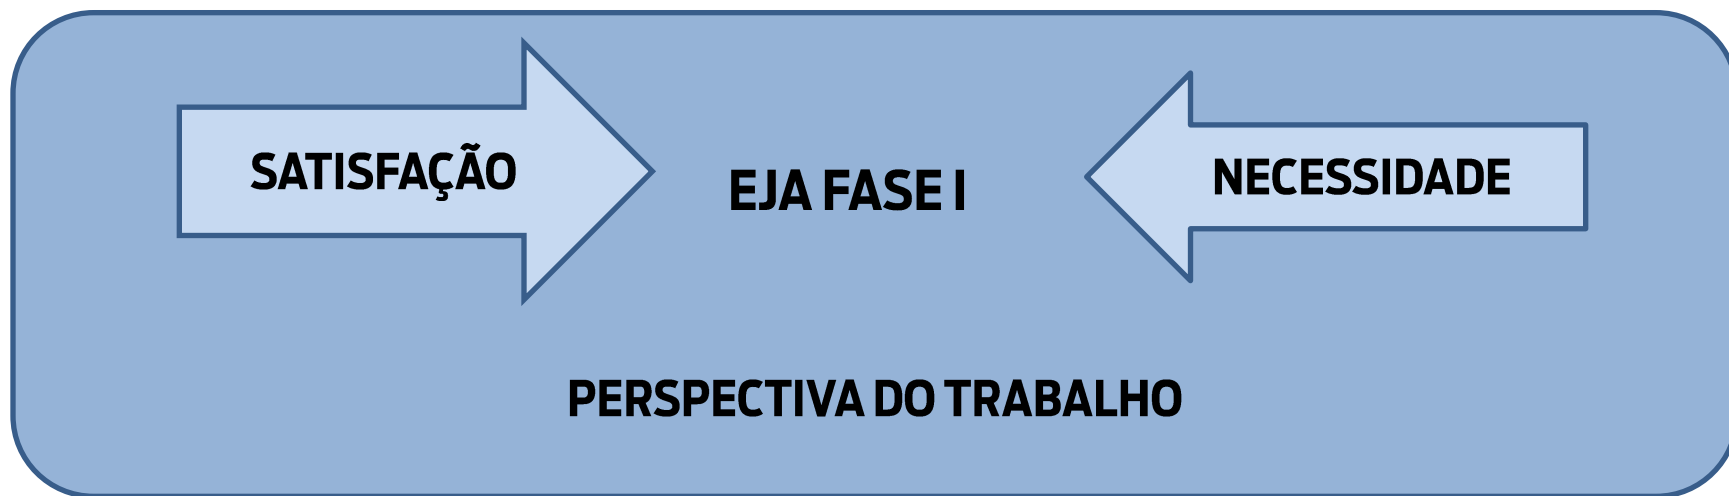 SATISFAÇÃO
EJA FASE I
NECESSIDADE
PERSPECTIVA DO TRABALHO